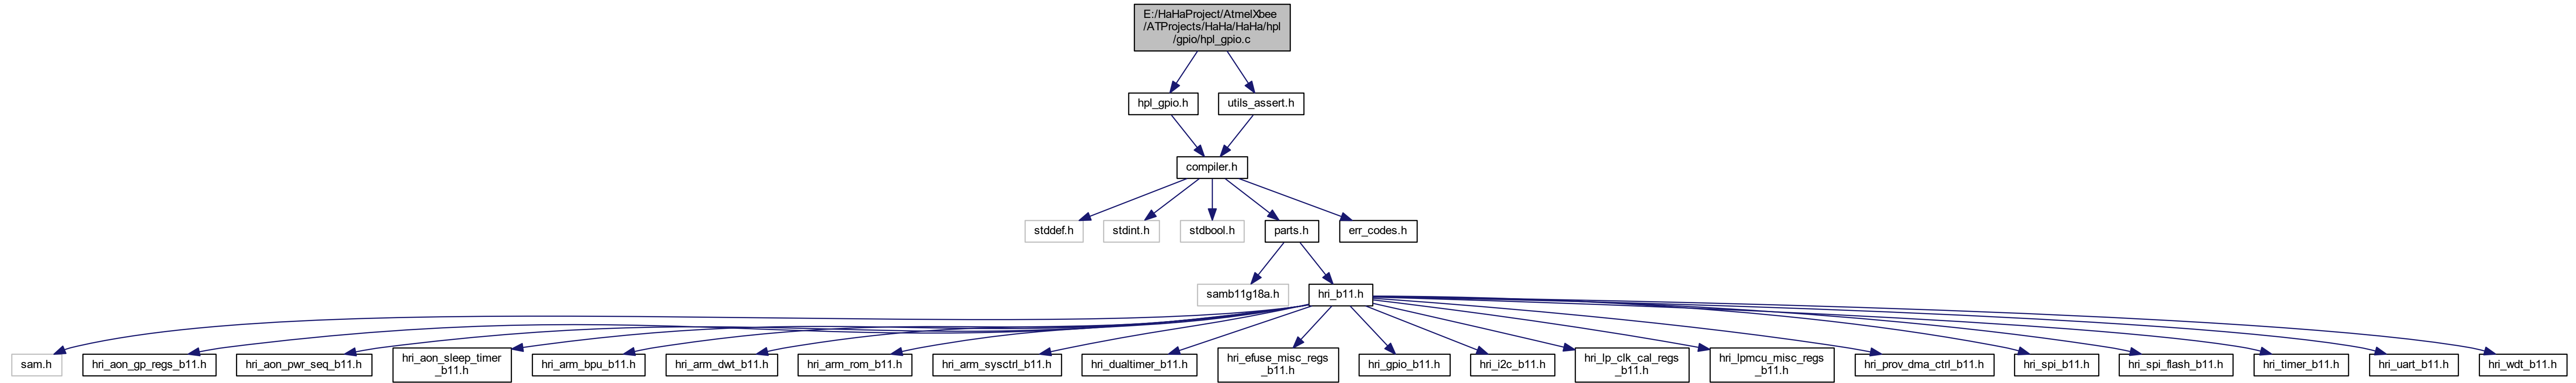 E:/HaHaProject/AtmelXbee
/ATProjects/HaHa/HaHa/hpl
/gpio/hpl_gpio.c
hpl_gpio.h
utils_assert.h
compiler.h
stddef.h
stdint.h
stdbool.h
parts.h
err_codes.h
samb11g18a.h
hri_b11.h
sam.h
hri_aon_gp_regs_b11.h
hri_aon_pwr_seq_b11.h
hri_aon_sleep_timer
_b11.h
hri_arm_bpu_b11.h
hri_arm_dwt_b11.h
hri_arm_rom_b11.h
hri_arm_sysctrl_b11.h
hri_dualtimer_b11.h
hri_efuse_misc_regs
_b11.h
hri_gpio_b11.h
hri_i2c_b11.h
hri_lp_clk_cal_regs
_b11.h
hri_lpmcu_misc_regs
_b11.h
hri_prov_dma_ctrl_b11.h
hri_spi_b11.h
hri_spi_flash_b11.h
hri_timer_b11.h
hri_uart_b11.h
hri_wdt_b11.h